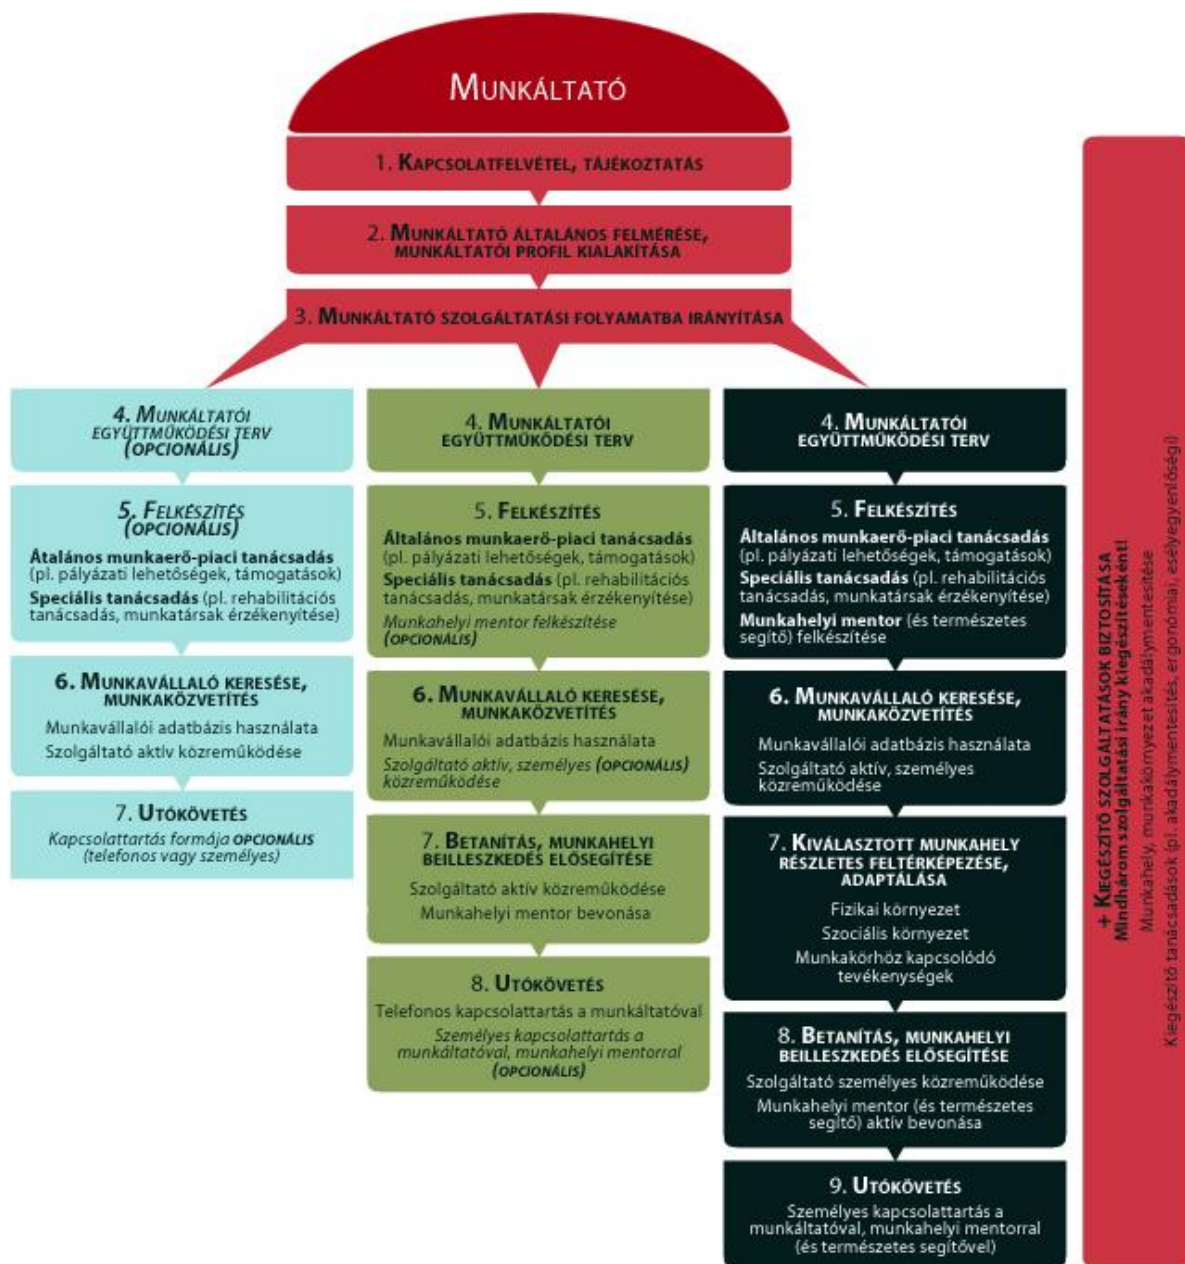 MUNKÁLTATÓ
1. KAPCSOLATFELVÉTEL, TÁJÉKOZTATÁS
2. MUNKÁLTATÓ ÁLTALÁNOS FELMÉRÉSE,
MUNKÁLTATÓI PROFIL KIALAKÍTÁSA
3. MUNKÁLTATÓ SZOLGÁLTATÁSI FOLYAMATBA IRÁNYÍTÁSA
4. MUNKÁLTATÓI
EGYÜTTMŰKÖDÉSI TERV
(OPCIONÁLIS)
5. FELKÉSZÍTÉS
(OPCIONÁLIS)
Átalános munkaerő-piaci tanácsadás
(pl. pályázati lehetőségek, támogatások)
Speciális tanácsadás (pl. rehabilitációs
tanácsadás, munkatársak érzékenyítése)
6. MUNKAVÁLLALÓ KERESÉSE,
MUNKAKÖZVETÍTÉS
Munkavállalói adatbázis használata
Szolgáltató aktív közreműködése
7. UTÓKÖVETÉS
Kapcsolattartás formája OPCIONÁLIS
(telefonos vagy személyes)
4. MUNKÁLTATÓI
EGYÜTTMŰKÖDÉSI TERV
5. FELKÉSZÍTÉS
Általános munkaerő-piaci tanácsadás
(pl. pályázati lehetőségek, támogatások)
Speciális tanácsadás (pl. rehabilitációs
tanácsadás, munkatársak érzékenyítése)
Munkahelyi mentor felkészítése
(OPCIONÁLIS)
6. MUNKAVÁLLALÓ KERESÉSE,
MUNKAKÖZVETÍTÉS
Munkavállalói adatbázis használata
Szolgáltató aktív, személyes (OPCIONÁLIS)
közreműködése
7. BETANÍTÁS, MUNKAHELYI
BEILLESZKEDÉS ELŐSEGÍTÉSE
Szolgáltató aktív közreműködése
Munkahelyi mentor bevonása
8. UTÓKÖVETÉS
Telefonos kapcsolattartás a munkáltatóval
Személyes kapcsolattartás a
munkáltatóval, munkahelyi mentorral
(OPCIONÁLIS)
4. MUNKÁLTATÓI
EGYÜTTMŰKÖDÉSI TERV
5. FELKÉSZÍTÉS
Általános munkaerő-piaci tanácsadás
(pl. pályázati lehetőségek, támogatások)
Speciális tanácsadás (pl. rehabilitációs
tanácsadás, munkatársak érzékenyítése)
Munkahelyi mentor (és természetes
segítő) felkészítése
6. MUNKAVÁLLALÓ KERESÉSE,
MUNKAKÖZVETÍTÉS
Munkavállalói adatbázis használata
Szolgáltató aktív, személyes
közreműködése
7. KIVÁLASZTOTT MUNKAHELY
RÉSZLETES FELTÉRKÉPEZÉSE,
ADAPTÁLÁSA
Fizikai környezet
Szociális környezet
Munkakörhöz kapcsolódó
tevékenységek
8. BETANÍTÁS, MUNKAHELYI
BEILLESZKEDÉS ELŐSEGÍTÉSE
Szolgáltató személyes közreműködése
Munkahelyi mentor (és természetes
segítő) aktív bevonása
9. UTÓKÖVETÉS
Személyes kapcsolattartás a
munkáltatóval, munkahelyi mentorral
(és természetes segítővel)
+ KIEGÉSZÍTŐ SZOLGÁLTATÁSOK BIZTOSÍTÁSA
Mindhárom szolgáltatási irány kiegészítéseként!
Munkahely, munkakörnyezet akadálymentesítése
Kiegészítő tanácsadások (pl. akadálymentesítés, ergonómiai, esélyegyenlőségi)